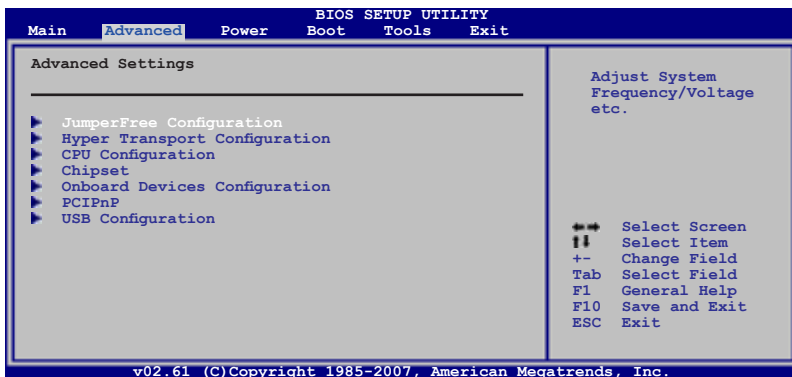 BIOS SETUP UTILITY
Main Advanced Power Boot Tools Exit
Advanced Settings
JumperFree Configuration
Hyper Transport Configuration
CPU Configuration
Chipset
Onboard Devices Configuration
PCIPnP
USB Configuration
Adjust System
Frequency/Voltage
etc.
Select Screen
Select Item
+- Change Field
Tab Select Field
F1 General Help
F10 Save and Exit
ESC Exit
v02.61 (C)Copyright 1985-2007, American Megatrends, Inc.